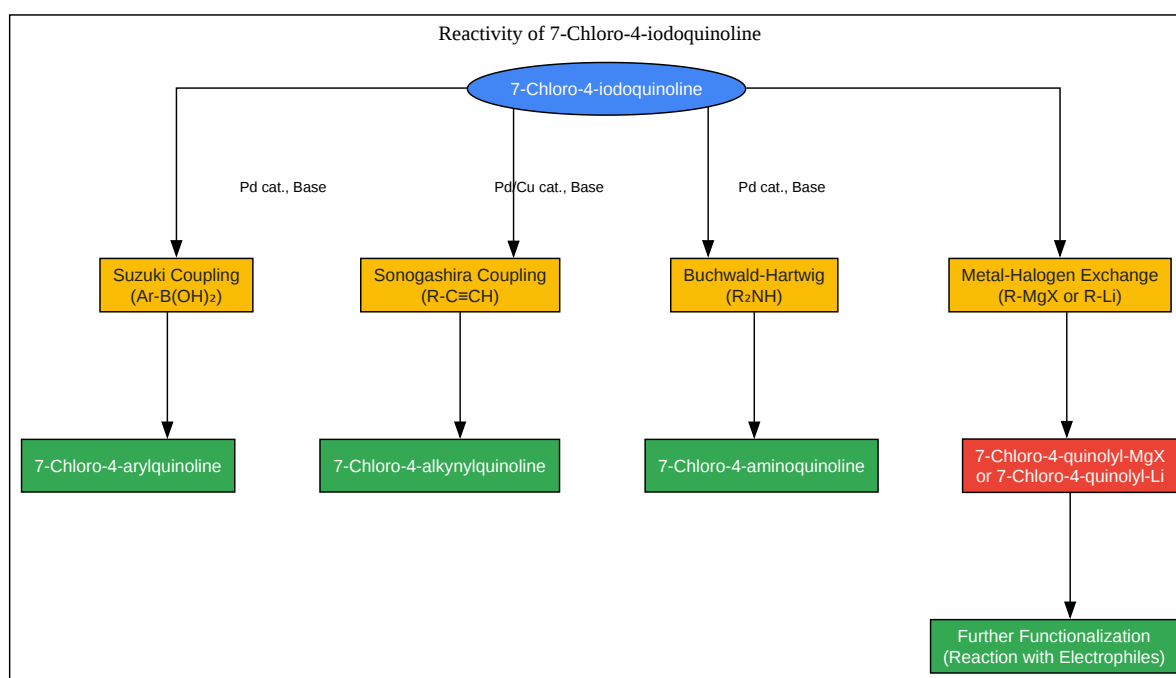 Reactivity of 7-Chloro-4-iodoquinoline
7-Chloro-4-iodoquinoline
Pd cat., Base
Pd/Cu cat., Base
Pd cat., Base
Suzuki Coupling
(Ar-B(OH)₂)
Sonogashira Coupling
(R-C≡CH)
Buchwald-Hartwig
(R₂NH)
Metal-Halogen Exchange
(R-MgX or R-Li)
7-Chloro-4-arylquinoline
7-Chloro-4-alkynylquinoline
7-Chloro-4-aminoquinoline
7-Chloro-4-quinolyl-MgX
or 7-Chloro-4-quinolyl-Li
Further Functionalization
(Reaction with Electrophiles)